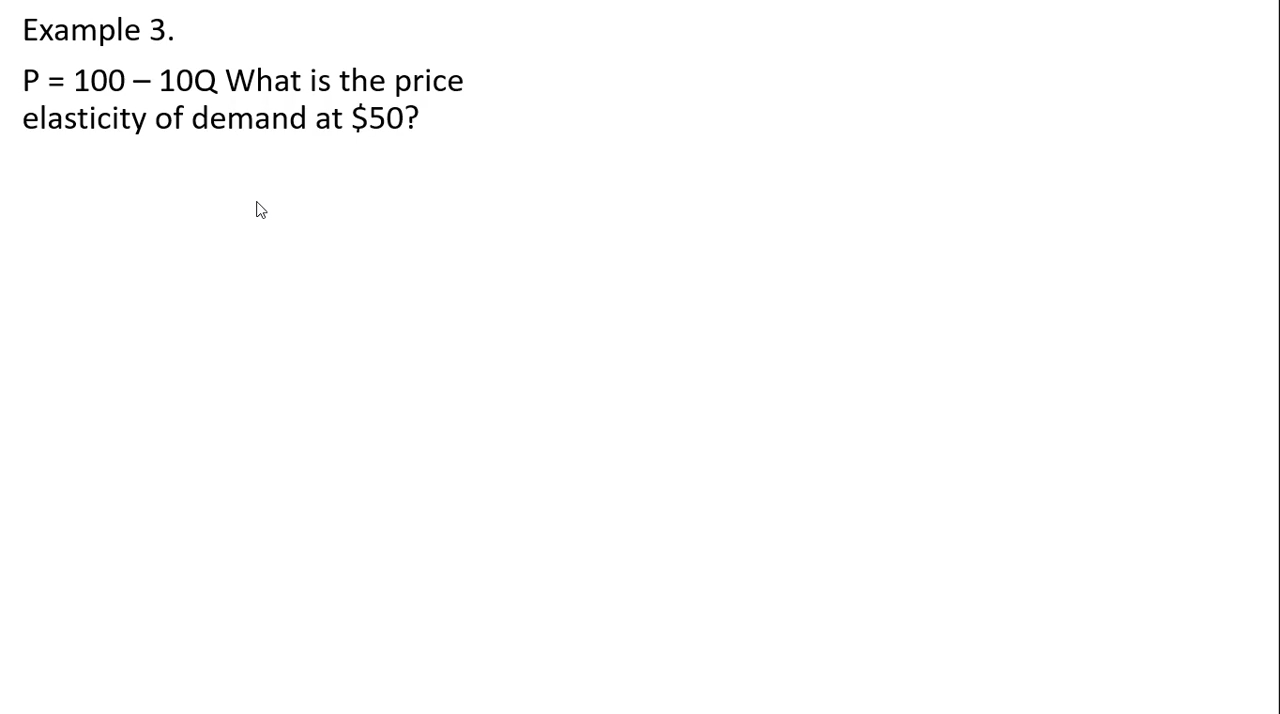 Example 3.
P = 100 – 10Q What is the price
elasticity of demand at $50?